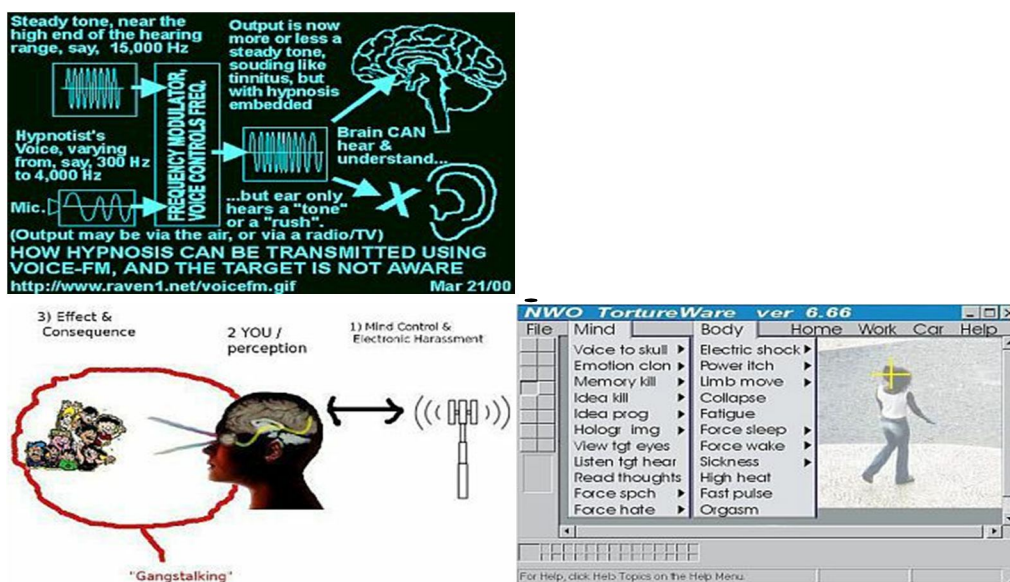 Steady tone, near the
high end of the hearing
range, say, 15,000 Hz
Output is now
more or less a
steady tone,
souding like
tinnitus, but
with hypnosis
embedded
FREQUENCY MODULATOR,
VOICE CONTROLS FREQ.
Hypnotist's
Voice, varying
from, say, 300 Hz
to 4,000 Hz
Brain CAN
hear &
understand...
Mic.
...but ear only
hears a "tone"
or a "rush".
X
(Output may be via the air, or via a radio/TV)
HOW HYPNOSIS CAN BE TRANSMITTED USING
VOICE-FM, AND THE TARGET IS NOT AWARE
http://www.raven1.net/voicefm.gif Mar 21/00
3) Effect &
Consequence
2 YOU /
perception
1) Mind Control &
Electronic Harassment
"Gangstalking"
NWO TortureWare ver 6.66
File Mind Body Home Work Car Help
Voice to skull
Emotion clon
Memory kill
Idea kill
Idea prog
Hologr img
View tgt eyes
Listen tgt hear
Read thoughts
Force spch
Force hate
Electric shock
Power itch
Limb move
Collapse
Fatigue
Force sleep
Force wake
Sickness
High heat
Fast pulse
Orgasm
For Help, click Help Topics on the Help Menu.